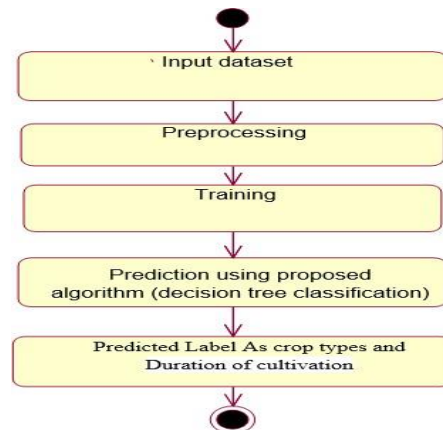 Input dataset
Preprocessing
Training
Prediction using proposed
algorithm (decision tree classification)
Predicted Label As crop types and
Duration of cultivation